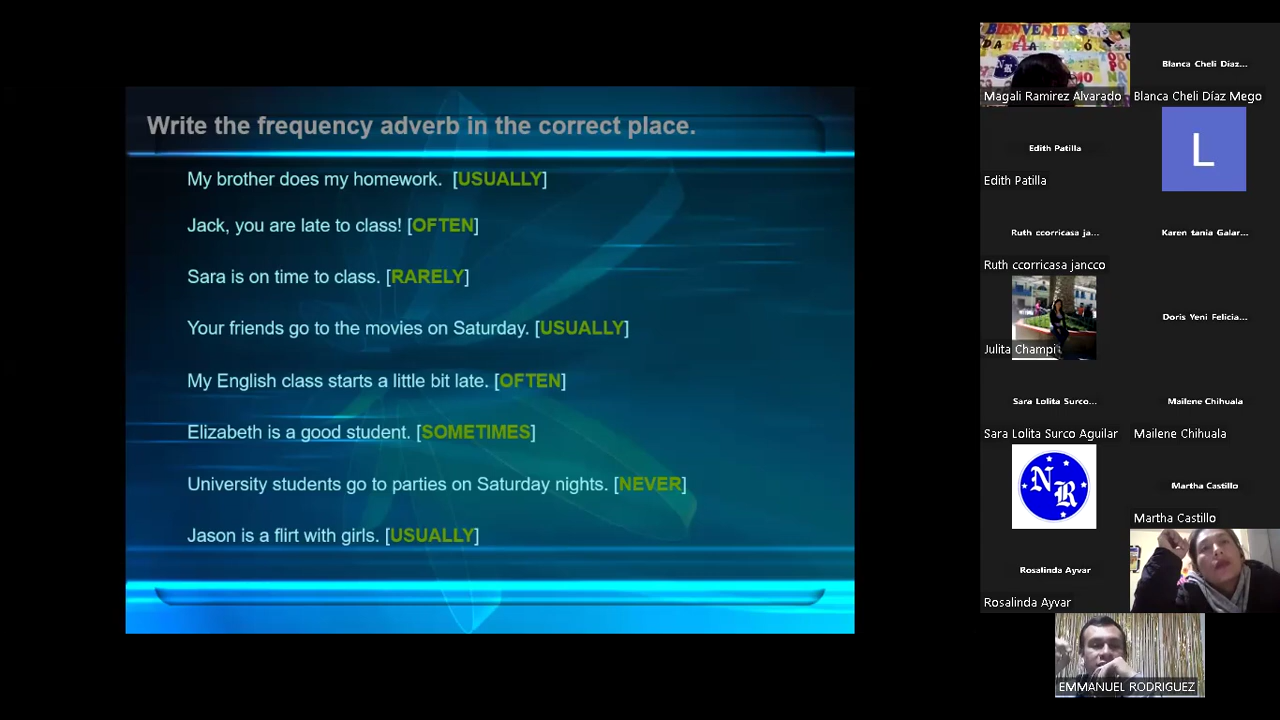 Write the frequency adverb in the correct place.
My brother does my homework. [USUALLY]
Jack, you are late to class! [OFTEN]
Sara is on time to class. [RARELY]
Your friends go to the movies on Saturday. [USUALLY]
My English class starts a little bit late. [OFTEN]
Elizabeth is a good student. [SOMETIMES]
University students go to parties on Saturday nights. [NEVER]
Jason is a flirt with girls. [USUALLY]
BIENVENIDOS
Magali Ramirez Alvarado
Blanca Cheli Díaz...
Blanca Cheli Díaz Mego
Edith Patilla
Edith Patilla
L
Ruth ccorricasa ja...
Ruth ccorricasa jancco
Karen tania Galar...
Julita Champi
Doris Yeni Felicia...
Sara Lolita Surco...
Sara Lolita Surco Aguilar
Mailene Chihuala
Mailene Chihuala
NR
Martha Castillo
Martha Castillo
Rosalinda Ayvar
Rosalinda Ayvar
EMMANUEL RODRIGUEZ